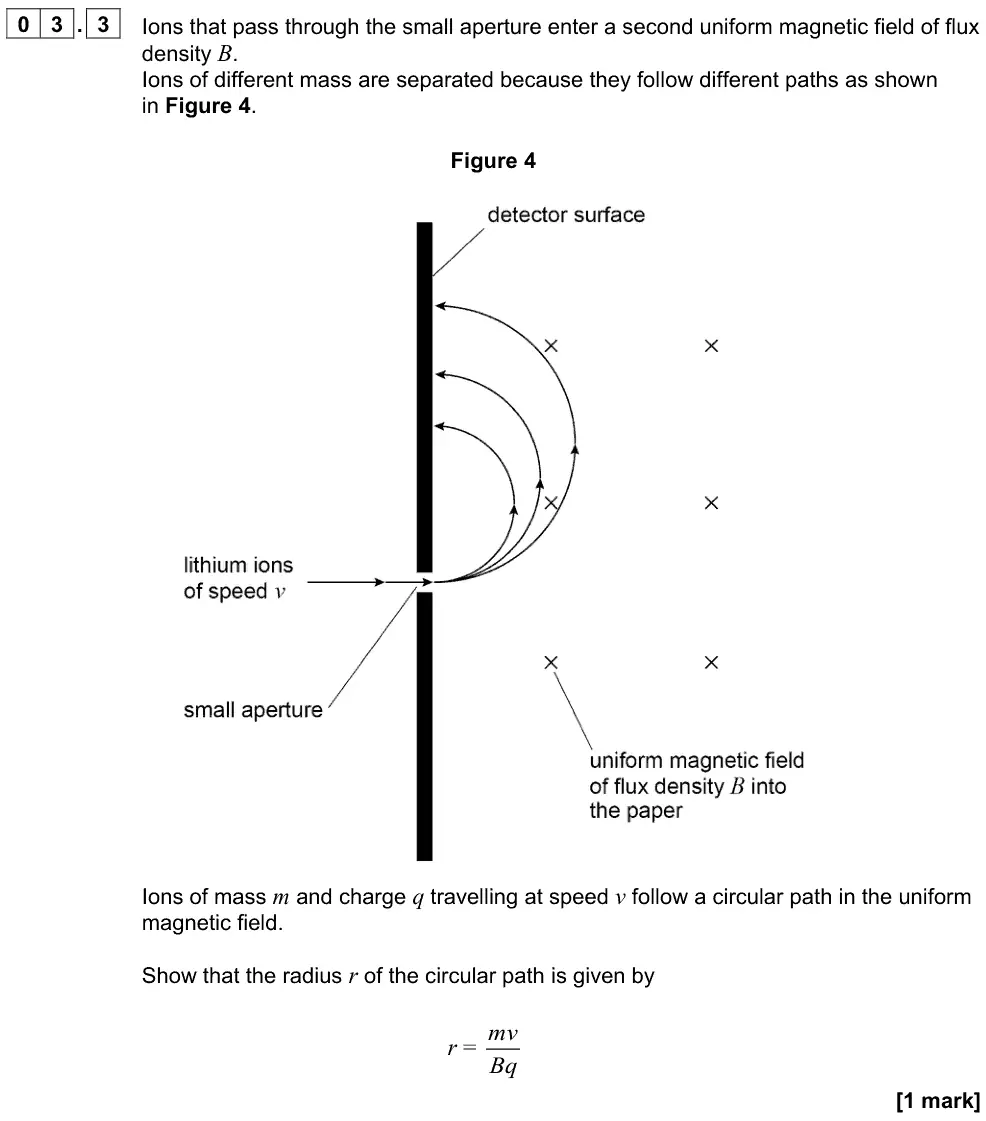 0 3 . 3 Ions that pass through the small aperture enter a second uniform magnetic field of flux
density B.
Ions of different mass are separated because they follow different paths as shown
in Figure 4.
Figure 4
detector surface
× ×
× ×
lithium ions
of speed v
× ×
small aperture
uniform magnetic field
of flux density B into
the paper
Ions of mass m and charge q travelling at speed v follow a circular path in the uniform
magnetic field.
Show that the radius r of the circular path is given by
r = mv
Bq
[1 mark]